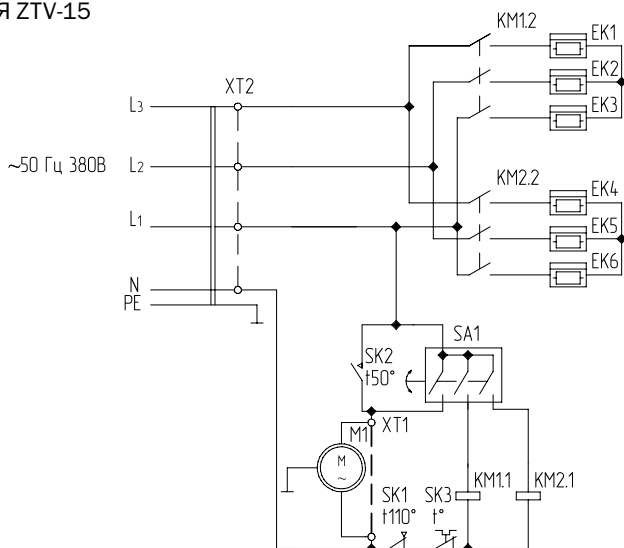 Я ZTV-15
KM1.2
EK1
EK2
EK3
XT2
L3
~50 Гц 380В
L2
KM2.2
EK4
EK5
EK6
L1
N
PE
SA1
SK2
t50°
XT1
M1
M
~
SK1
t110°
SK3
t°
KM1.1
KM2.1